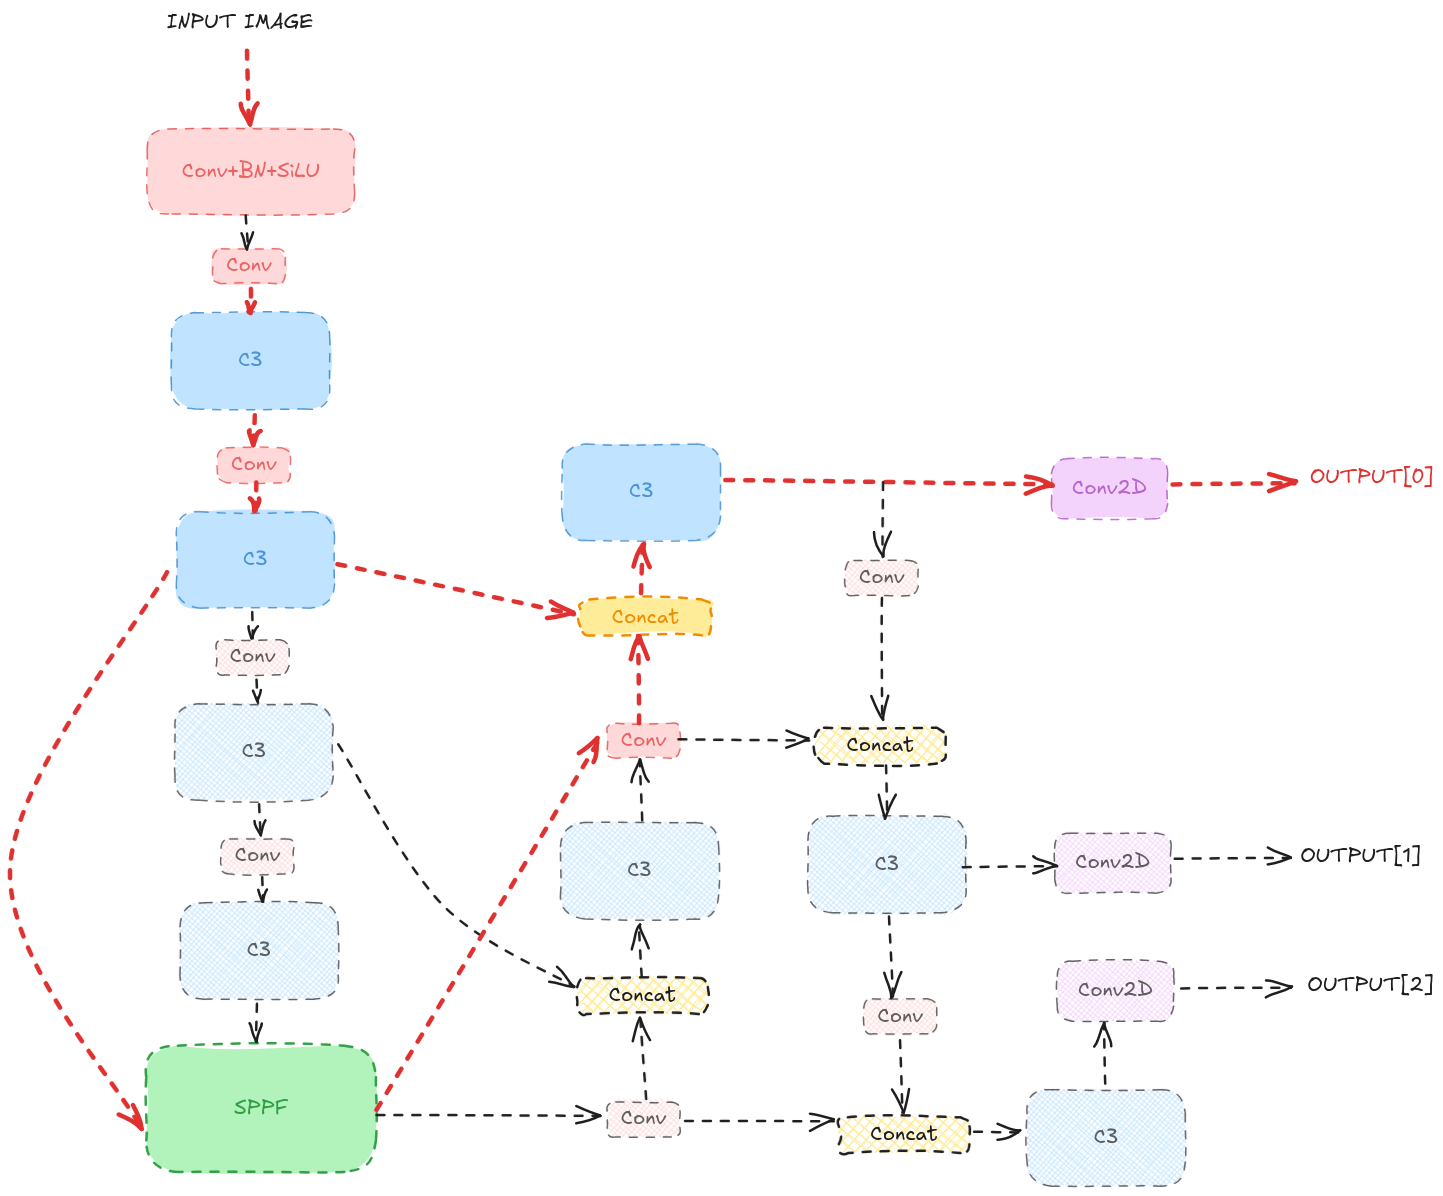 INPUT IMAGE
Conv+BN+SiLU
Conv
C3
Conv
C3
Conv
C3
Conv
C3
SPPF
C3
Concat
Conv
C3
Concat
Conv
Conv
Concat
C3
Conv
Concat
C3
Conv2D
OUTPUT[0]
Conv2D
OUTPUT[1]
Conv2D
OUTPUT[2]